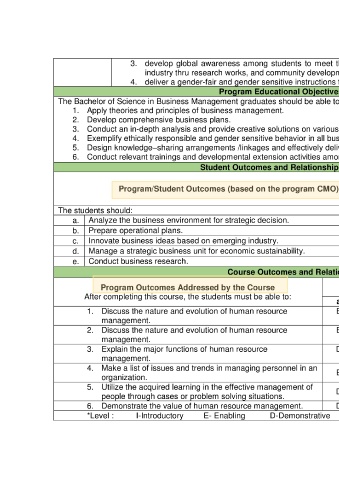 3. develop global awareness among students to meet t
industry thru research works, and community developm
4. deliver a gender-fair and gender sensitive instructions
Program Educational Objective
The Bachelor of Science in Business Management graduates should be able to
1. Apply theories and principles of business management.
2. Develop comprehensive business plans.
3. Conduct an in-depth analysis and provide creative solutions on various
4. Exemplify ethically responsible and gender sensitive behavior in all bus
5. Design knowledge–sharing arrangements /linkages and effectively deliv
6. Conduct relevant trainings and developmental extension activities amo
Student Outcomes and Relationship
Program/Student Outcomes (based on the program CMO)
The students should:
a. Analyze the business environment for strategic decision.
b. Prepare operational plans.
c. Innovate business ideas based on emerging industry.
d. Manage a strategic business unit for economic sustainability.
e. Conduct business research.
Course Outcomes and Relatio
Program Outcomes Addressed by the Course
After completing this course, the students must be able to:
a
1. Discuss the nature and evolution of human resource
management.
E
2. Discuss the nature and evolution of human resource
management.
E
3. Explain the major functions of human resource
management.
D
4. Make a list of issues and trends in managing personnel in an
organization.
E
5. Utilize the acquired learning in the effective management of
people through cases or problem solving situations.
D
6. Demonstrate the value of human resource management. D
*Level : I-Introductory E- Enabling D-Demonstrative